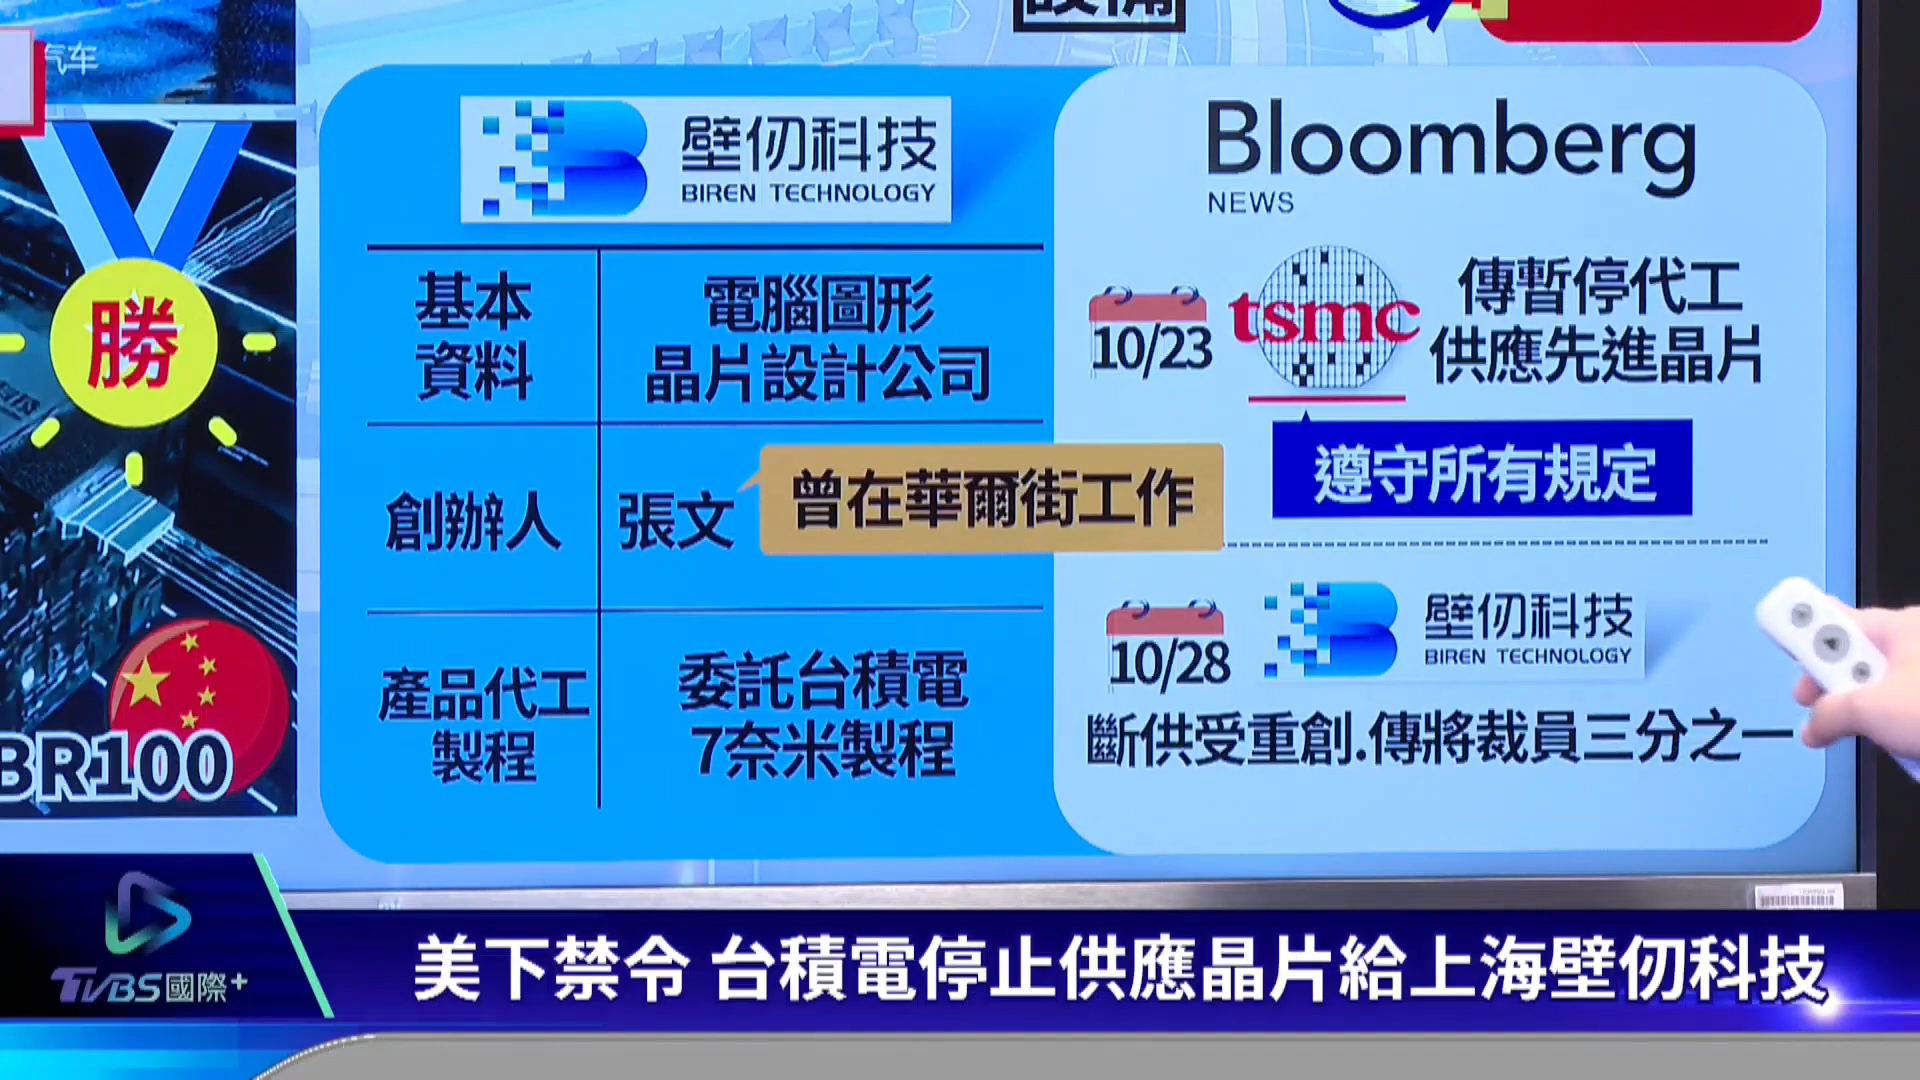 設備
汽车
勝
BR100
壁仞科技
BIREN TECHNOLOGY
基本
資料
電腦圖形
晶片設計公司
創辦人
張文
曾在華爾街工作
產品代工
製程
委託台積電
7奈米製程
Bloomberg
NEWS
10/23
tsmc
傳暫停代工
供應先進晶片
遵守所有規定
10/28
壁仞科技
BIREN TECHNOLOGY
斷供受重創.傳將裁員三分之一
TVBS國際+
美下禁令 台積電停止供應晶片給上海壁仞科技